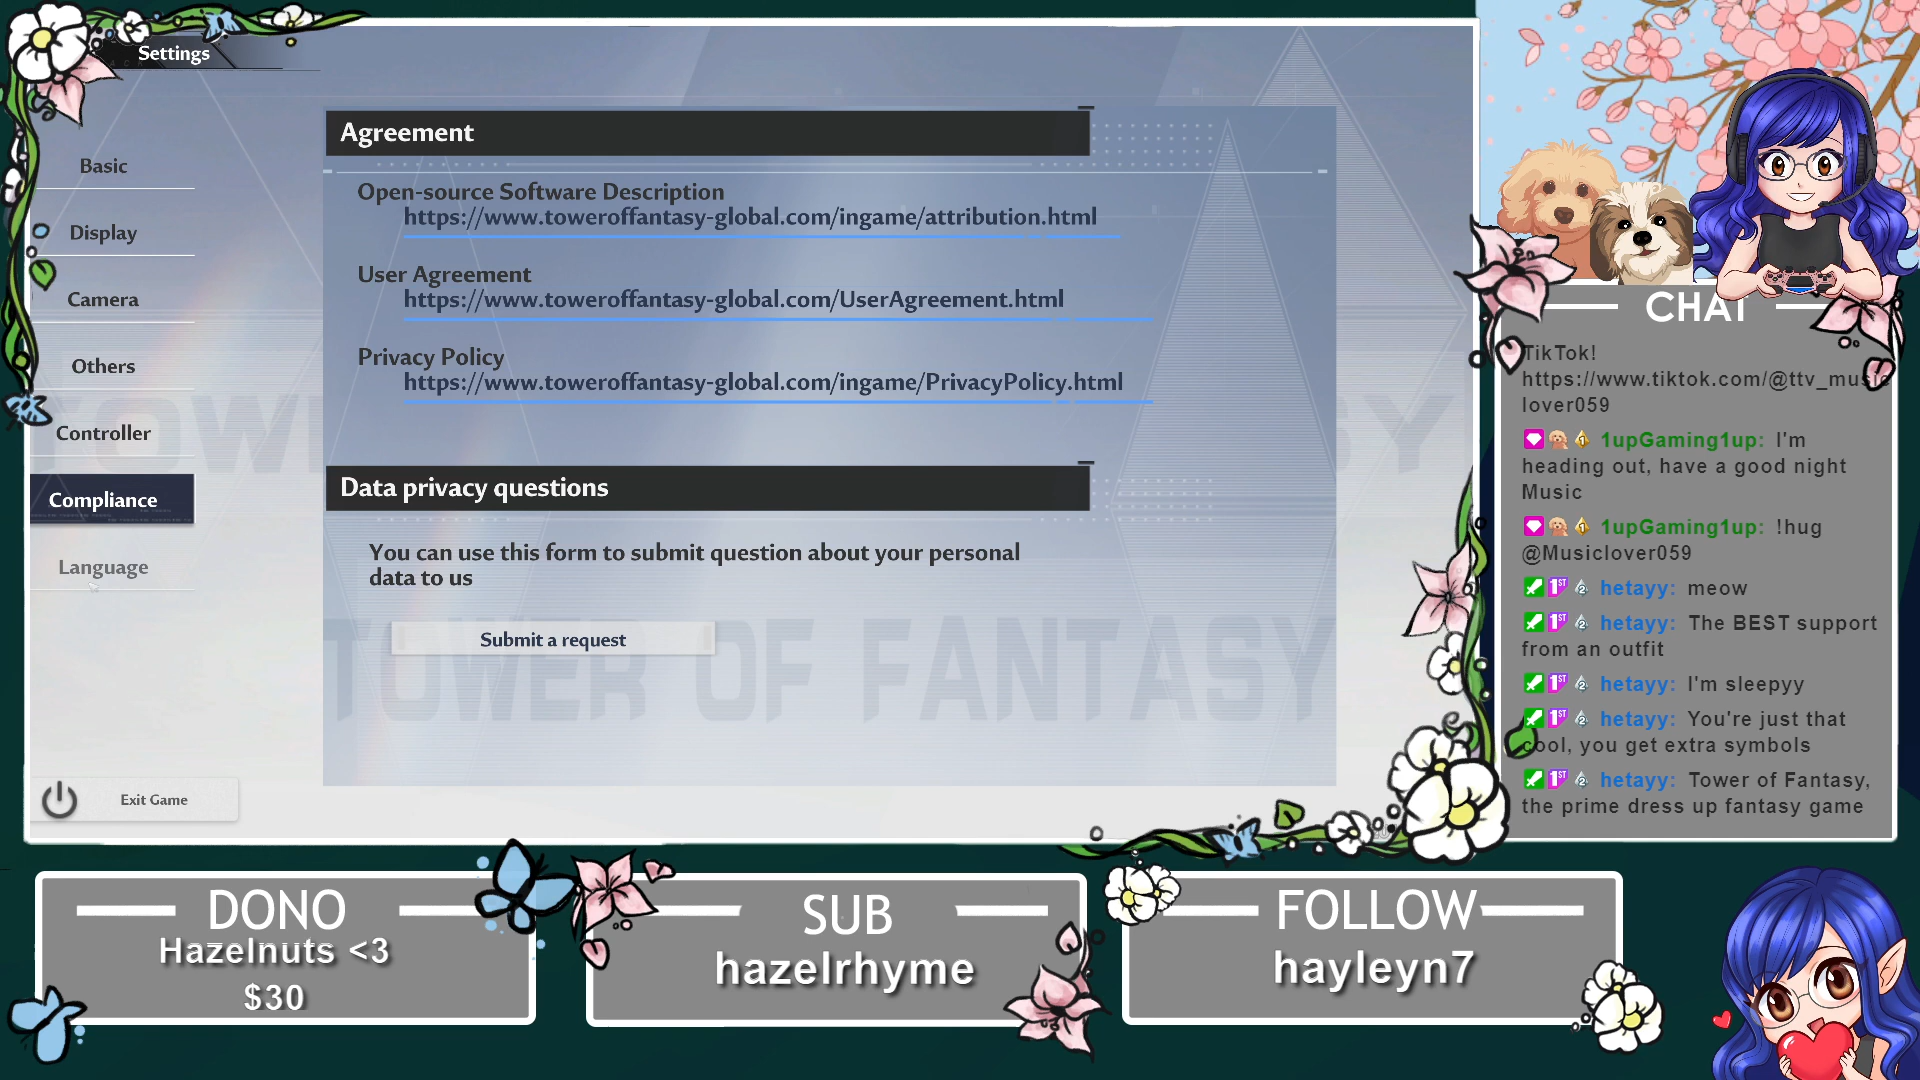 Settings
Basic
Display
Camera
Others
Controller
Compliance
Language
Exit Game
Agreement
Open-source Software Description
https://www.toweroffantasy-global.com/ingame/attribution.html
User Agreement
https://www.toweroffantasy-global.com/UserAgreement.html
Privacy Policy
https://www.toweroffantasy-global.com/ingame/PrivacyPolicy.html
Data privacy questions
You can use this form to submit question about your personal
data to us
Submit a request
TOWER OF FANTASY
CHAT
TikTok!
https://www.tiktok.com/@ttv_music
lover059
1upGaming1up: I'm
heading out, have a good night
Music
1upGaming1up: !hug
@Musiclover059
hetayy: meow
hetayy: The BEST support
from an outfit
hetayy: I'm sleepyy
hetayy: You're just that
cool, you get extra symbols
hetayy: Tower of Fantasy,
the prime dress up fantasy game
DONO
Hazelnuts <3
$30
SUB
hazelrhyme
FOLLOW
hayleyn7